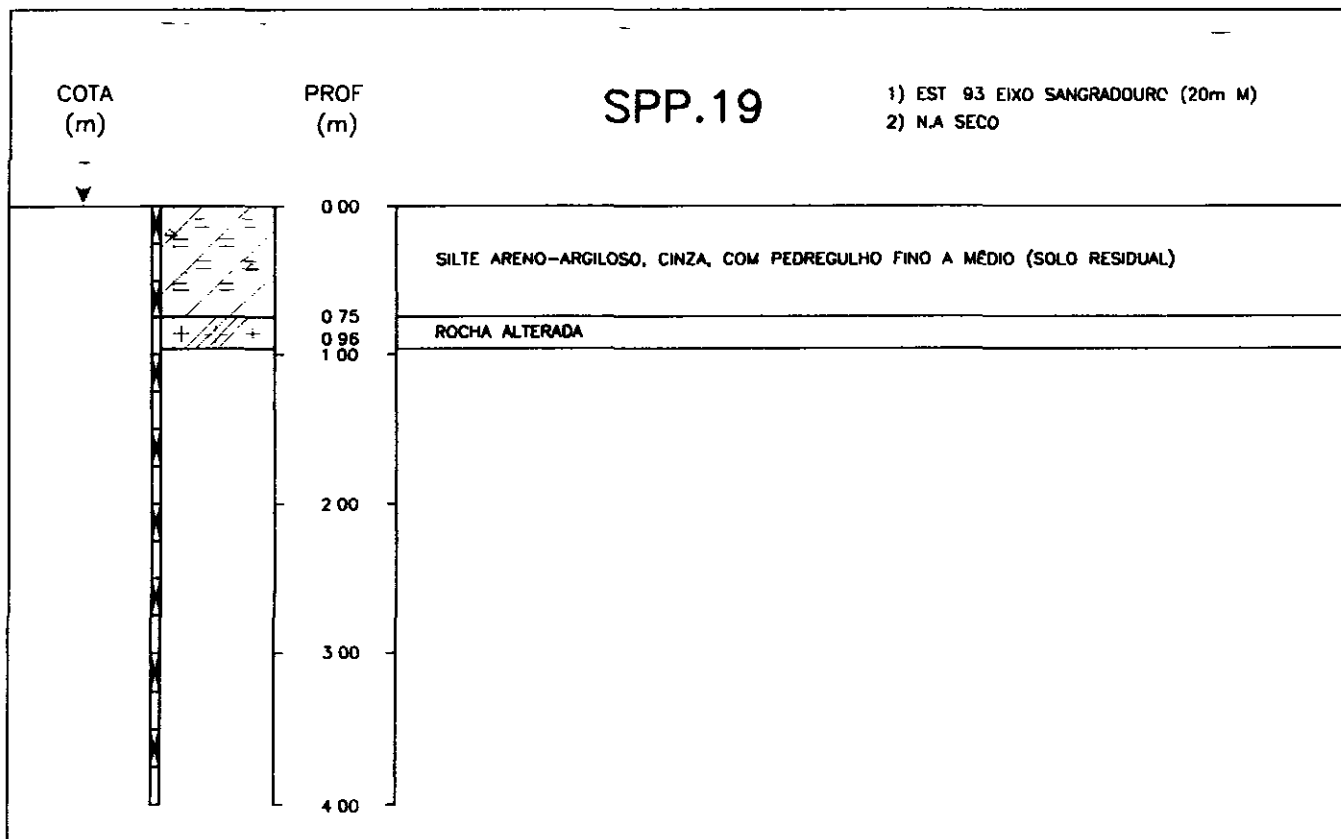 COTA
(m)
PROF
(m)
SPP.19
1) EST 93 EIXO SANGRADOURO (20m M)
2) N.A SECO
0 00
SILTE ARENO-ARGILOSO, CINZA, COM PEDREGULHO FINO A MÉDIO (SOLO RESIDUAL)
0 75
ROCHA ALTERADA
0 96
1 00
2 00
3 00
4 00